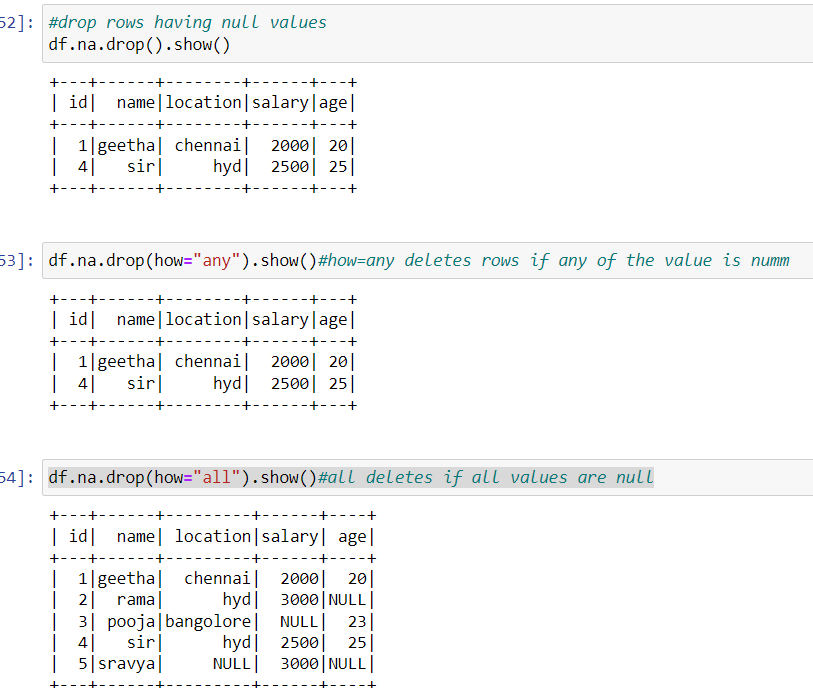 52]: #drop rows having null values
df.na.drop().show()
+---+------+--------+------+---+
| id|  name|location|salary|age|
+---+------+--------+------+---+
|  1|geetha| chennai|  2000| 20|
|  4|   sir|     hyd|  2500| 25|
+---+------+--------+------+---+
53]: df.na.drop(how="any").show()#how=any deletes rows if any of the value is numm
+---+------+--------+------+---+
| id|  name|location|salary|age|
+---+------+--------+------+---+
|  1|geetha| chennai|  2000| 20|
|  4|   sir|     hyd|  2500| 25|
+---+------+--------+------+---+
54]: df.na.drop(how="all").show()#all deletes if all values are null
+---+------+---------+------+----+
| id|  name| location|salary| age|
+---+------+---------+------+----+
|  1|geetha|  chennai|  2000|  20|
|  2|  rama|      hyd|  3000|NULL|
|  3| pooja|bangolore|  NULL|  23|
|  4|   sir|      hyd|  2500|  25|
|  5|sravya|     NULL|  3000|NULL|
+---+------+---------+------+----+